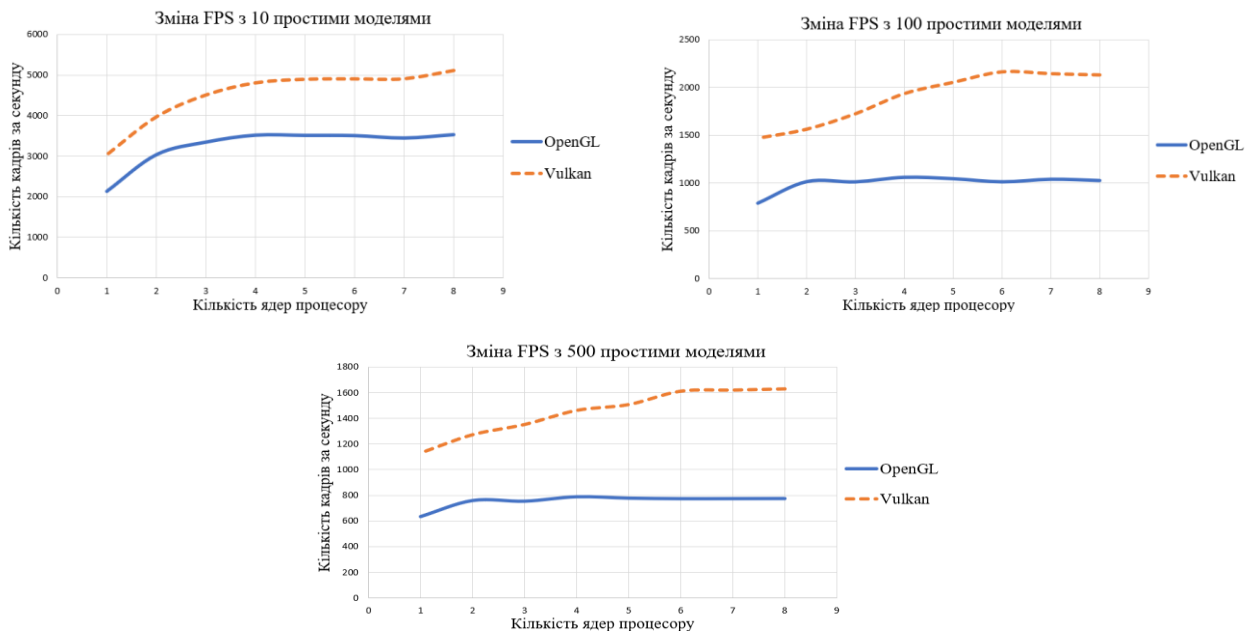 Зміна FPS з 10 простими моделями
Кількість кадрів за секунду
6000
5000
4000
3000
2000
1000
0
0 1 2 3 4 5 6 7 8 9
Кількість ядер процесору
OpenGL
Vulkan
Зміна FPS з 100 простими моделями
Кількість кадрів за секунду
2500
2000
1500
1000
500
0
0 1 2 3 4 5 6 7 8 9
Кількість ядер процесору
OpenGL
Vulkan
Зміна FPS з 500 простими моделями
Кількість кадрів за секунду
1800
1600
1400
1200
1000
800
600
400
200
0
0 1 2 3 4 5 6 7 8 9
Кількість ядер процесору
OpenGL
Vulkan